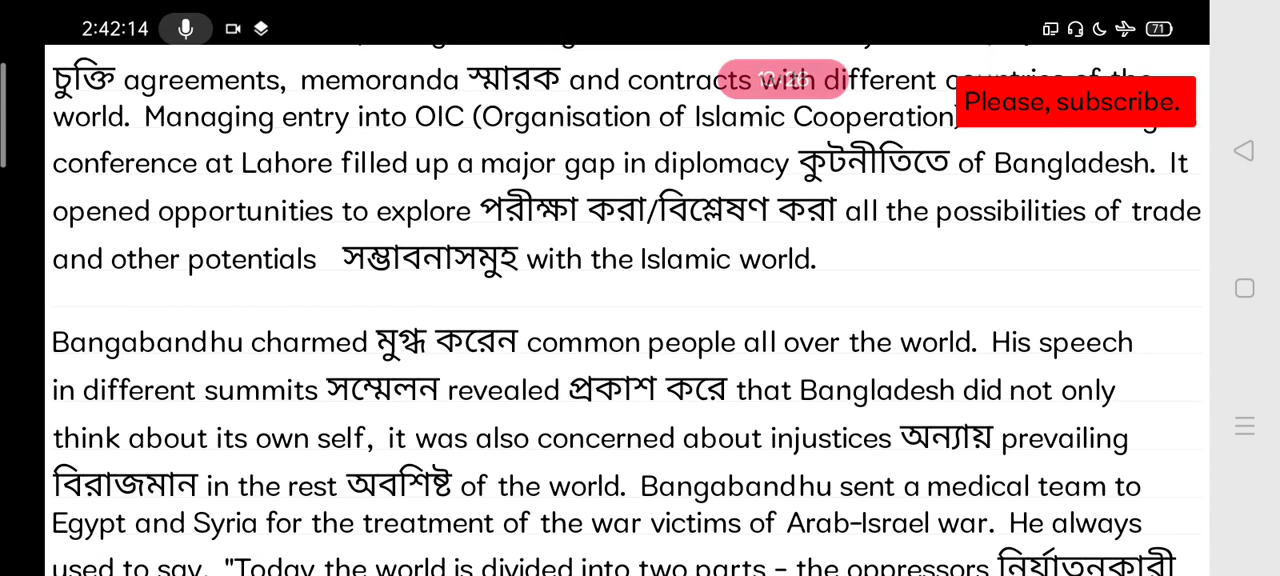 2:42:14
71
চুক্তি agreements, memoranda স্মারক and contracts with different countries of the
Please, subscribe.
world. Managing entry into OIC (Organisation of Islamic Cooperation)
conference at Lahore filled up a major gap in diplomacy কুটনীতিতে of Bangladesh. It
opened opportunities to explore পরীক্ষা করা/বিশ্লেষণ করা all the possibilities of trade
and other potentials সম্ভাবনাসমুহ with the Islamic world.
Bangabandhu charmed মুগ্ধ করেন common people all over the world. His speech
in different summits সম্মেলন revealed প্রকাশ করে that Bangladesh did not only
think about its own self, it was also concerned about injustices অন্যায় prevailing
বিরাজমান in the rest অবশিষ্ট of the world. Bangabandhu sent a medical team to
Egypt and Syria for the treatment of the war victims of Arab-Israel war. He always
used to say, "Today the world is divided into two parts - the oppressors নির্যাতনকারী